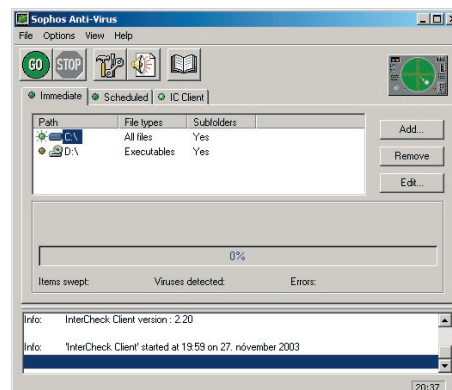 Sophos Anti-Virus
File Options View Help
GO STOP
Immediate Scheduled IC Client
Path File types Subfolders
C:\ All files Yes
D:\ Executables Yes
Add...
Remove
Edit...
0%
Items swept: Viruses detected: Errors:
Info: InterCheck Client version : 2.20
Info: 'InterCheck Client' started at 19:59 on 27. nóvember 2003
20:37